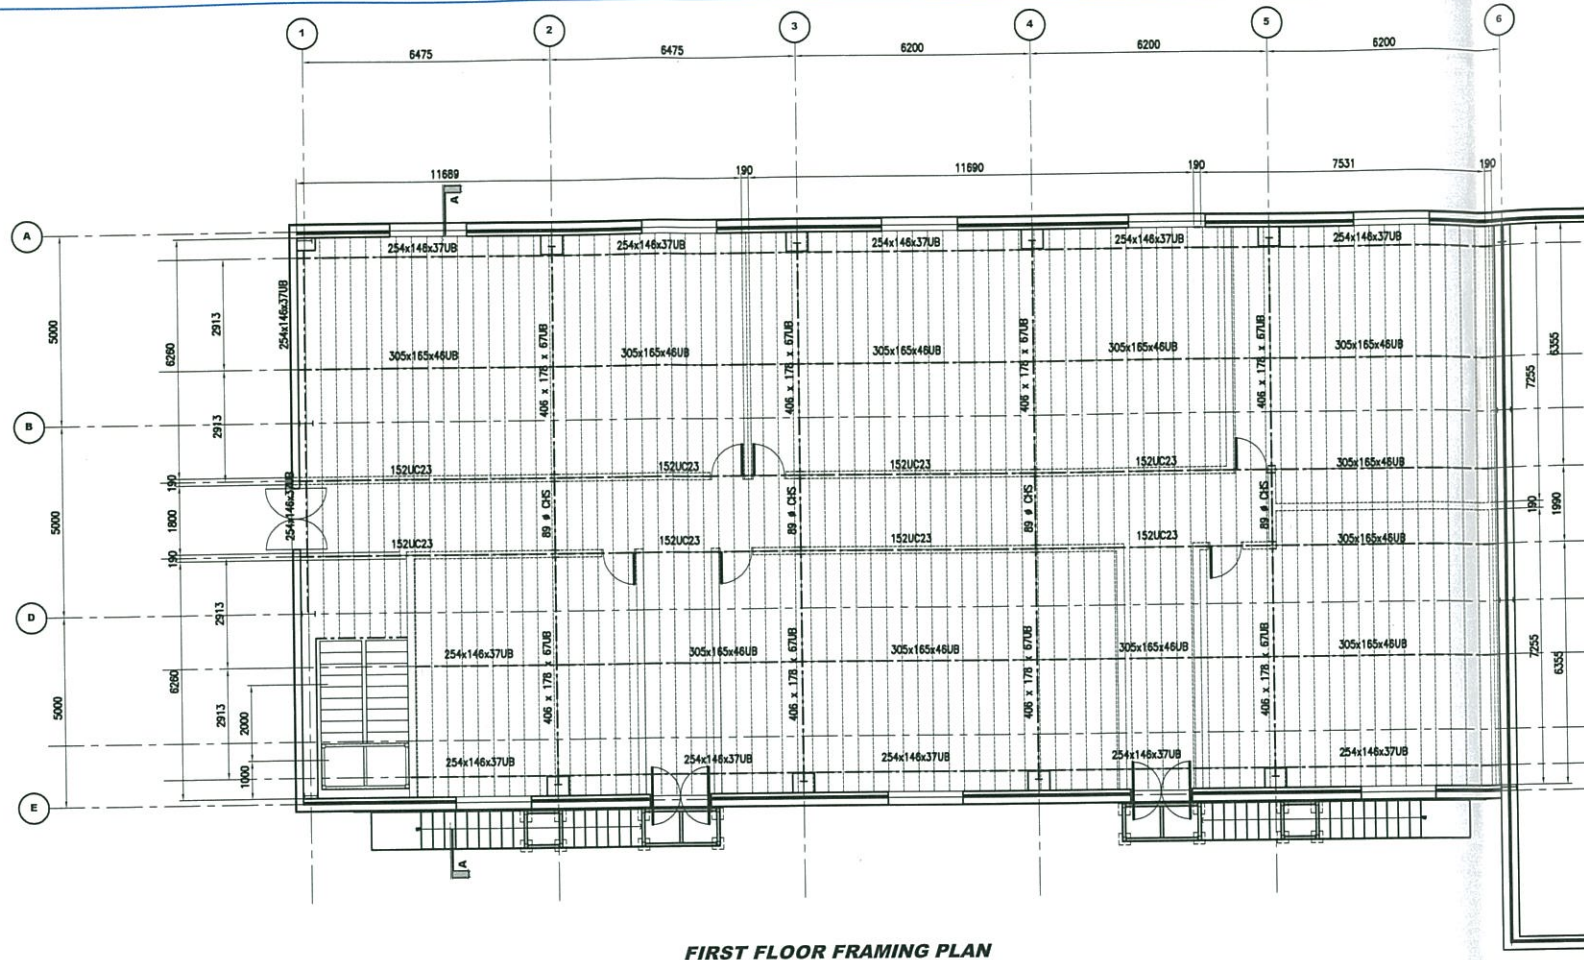 1
2
3
4
5
6
6475
6475
6200
6200
6200
11689
190
11690
190
7531
190
A
A
254x146x37UB
254x146x37UB
254x146x37UB
254x146x37UB
254x146x37UB
254x146x37UB
5000
6260
2913
305x165x46UB
406 x 178 x 67UB
305x165x46UB
406 x 178 x 67UB
305x165x46UB
406 x 178 x 67UB
305x165x46UB
406 x 178 x 67UB
305x165x46UB
6355
7255
B
2913
152UC23
152UC23
152UC23
152UC23
305x165x46UB
190
5000
1800
254x146x37UB
89 ø CHS
89 ø CHS
89 ø CHS
89 ø CHS
190
1990
190
152UC23
152UC23
152UC23
152UC23
305x165x46UB
D
2913
254x146x37UB
406 x 178 x 67UB
305x165x46UB
406 x 178 x 67UB
305x165x46UB
406 x 178 x 67UB
305x165x46UB
406 x 178 x 67UB
305x165x46UB
7255
6355
5000
6260
2913
2000
1000
254x146x37UB
254x146x37UB
254x146x37UB
254x146x37UB
254x146x37UB
E
A
FIRST FLOOR FRAMING PLAN